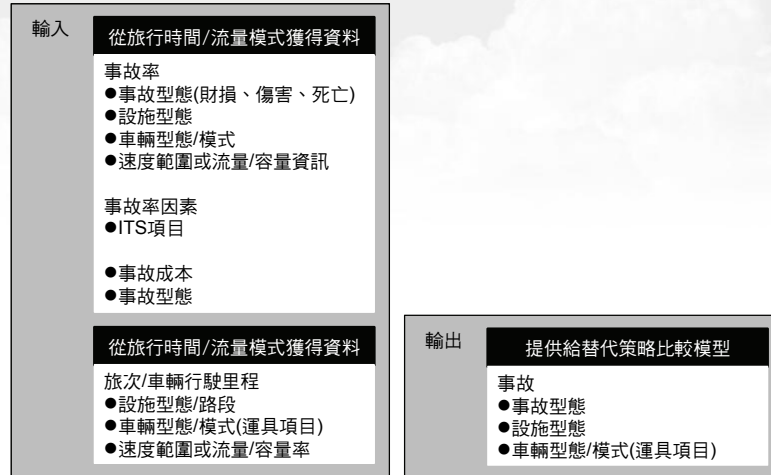 輸入
從旅行時間/流量模式獲得資料
事故率
●事故型態(財損、傷害、死亡)
●設施型態
●車輛型態/模式
●速度範圍或流量/容量資訊
事故率因素
●ITS項目
●事故成本
●事故型態
從旅行時間/流量模式獲得資料
旅次/車輛行駛里程
●設施型態/路段
●車輛型態/模式(運具項目)
●速度範圍或流量/容量率
輸出
提供給替代策略比較模型
事故
●事故型態
●設施型態
●車輛型態/模式(運具項目)